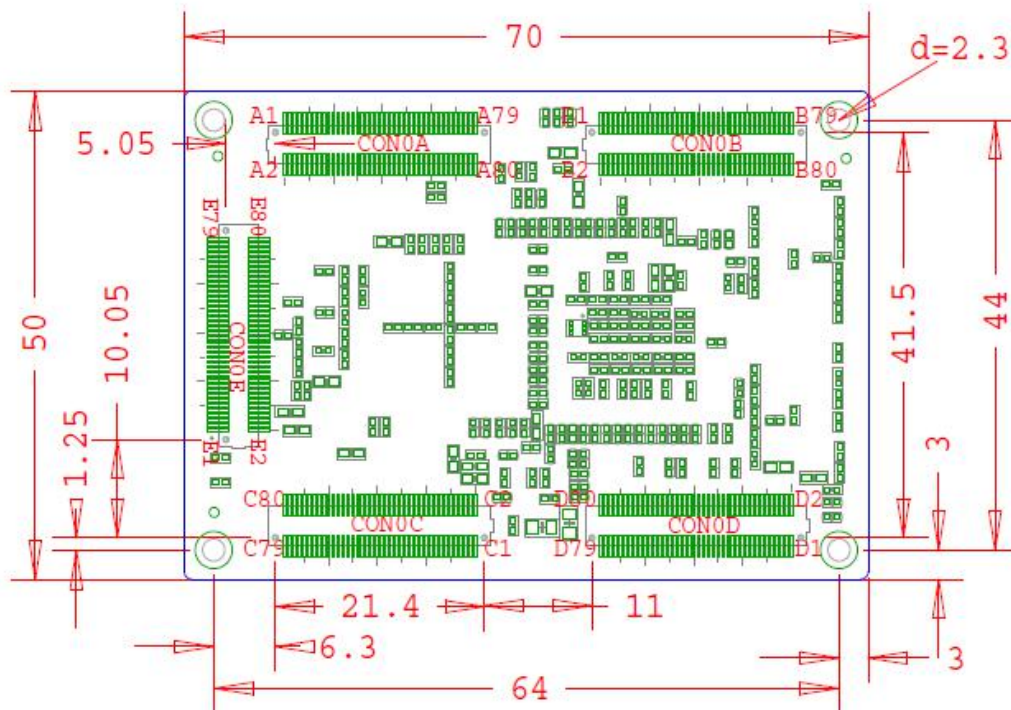 70
d=2.3
A1
A79
B1
B79
5.05
CON0A
CON0B
A2
A80
B2
B80
E79
E80
50
10.05
CON0E
41.5
44
1.25
E1
E2
3
C80
C2
D80
D2
CON0C
CON0D
C79
C1
D79
D1
21.4
11
6.3
3
64